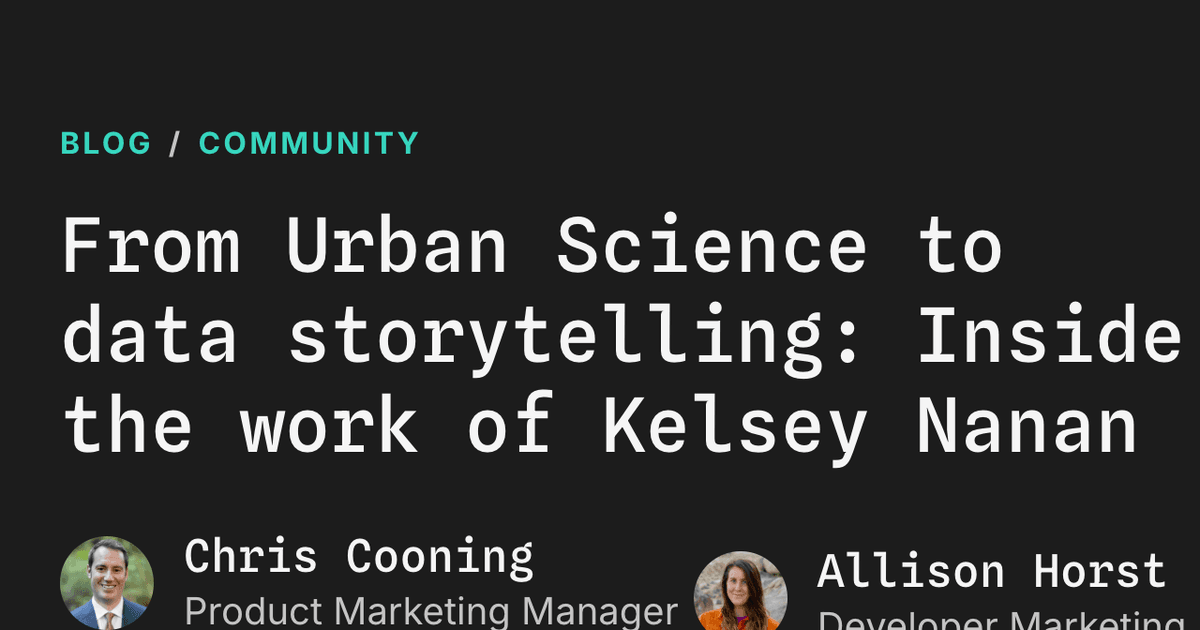 BLOG / COMMUNITY
From Urban Science to
data storytelling: Inside
the work of Kelsey Nanan
Chris Cooning
Product Marketing Manager
Allison Horst
Developer Marketing